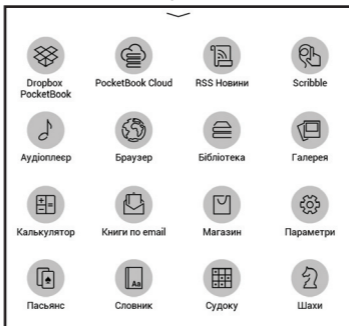 Dropbox PocketBook
PocketBook Cloud
RSS Новини
Scribble
Аудіоплеєр
Браузер
Бібліотека
Галерея
Калькулятор
Книги по email
Магазин
Параметри
Aa
Пасьянс
Словник
Судоку
Шахи